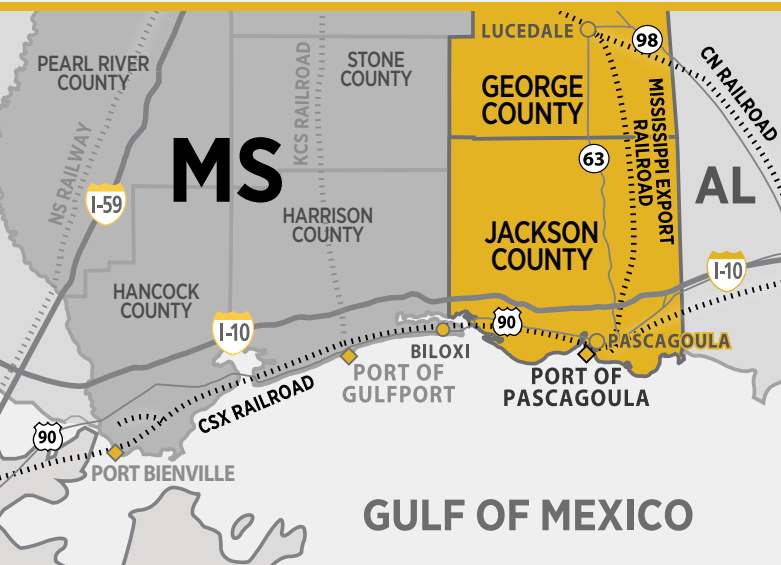 LUCEDALE
98
PEARL RIVER
COUNTY
STONE
COUNTY
KCS RAILROAD
GEORGE
COUNTY
MISSISSIPPI EXPORT
RAILROAD
CN RAILROAD
MS
NS RAILWAY
63
AL
I-59
HARRISON
COUNTY
JACKSON
COUNTY
I-10
HANCOCK
COUNTY
I-10
90
BILOXI
PASCAGOULA
PORT OF
GULFPORT
PORT OF
PASCAGOULA
CSX RAILROAD
90
PORT BIENVILLE
GULF OF MEXICO